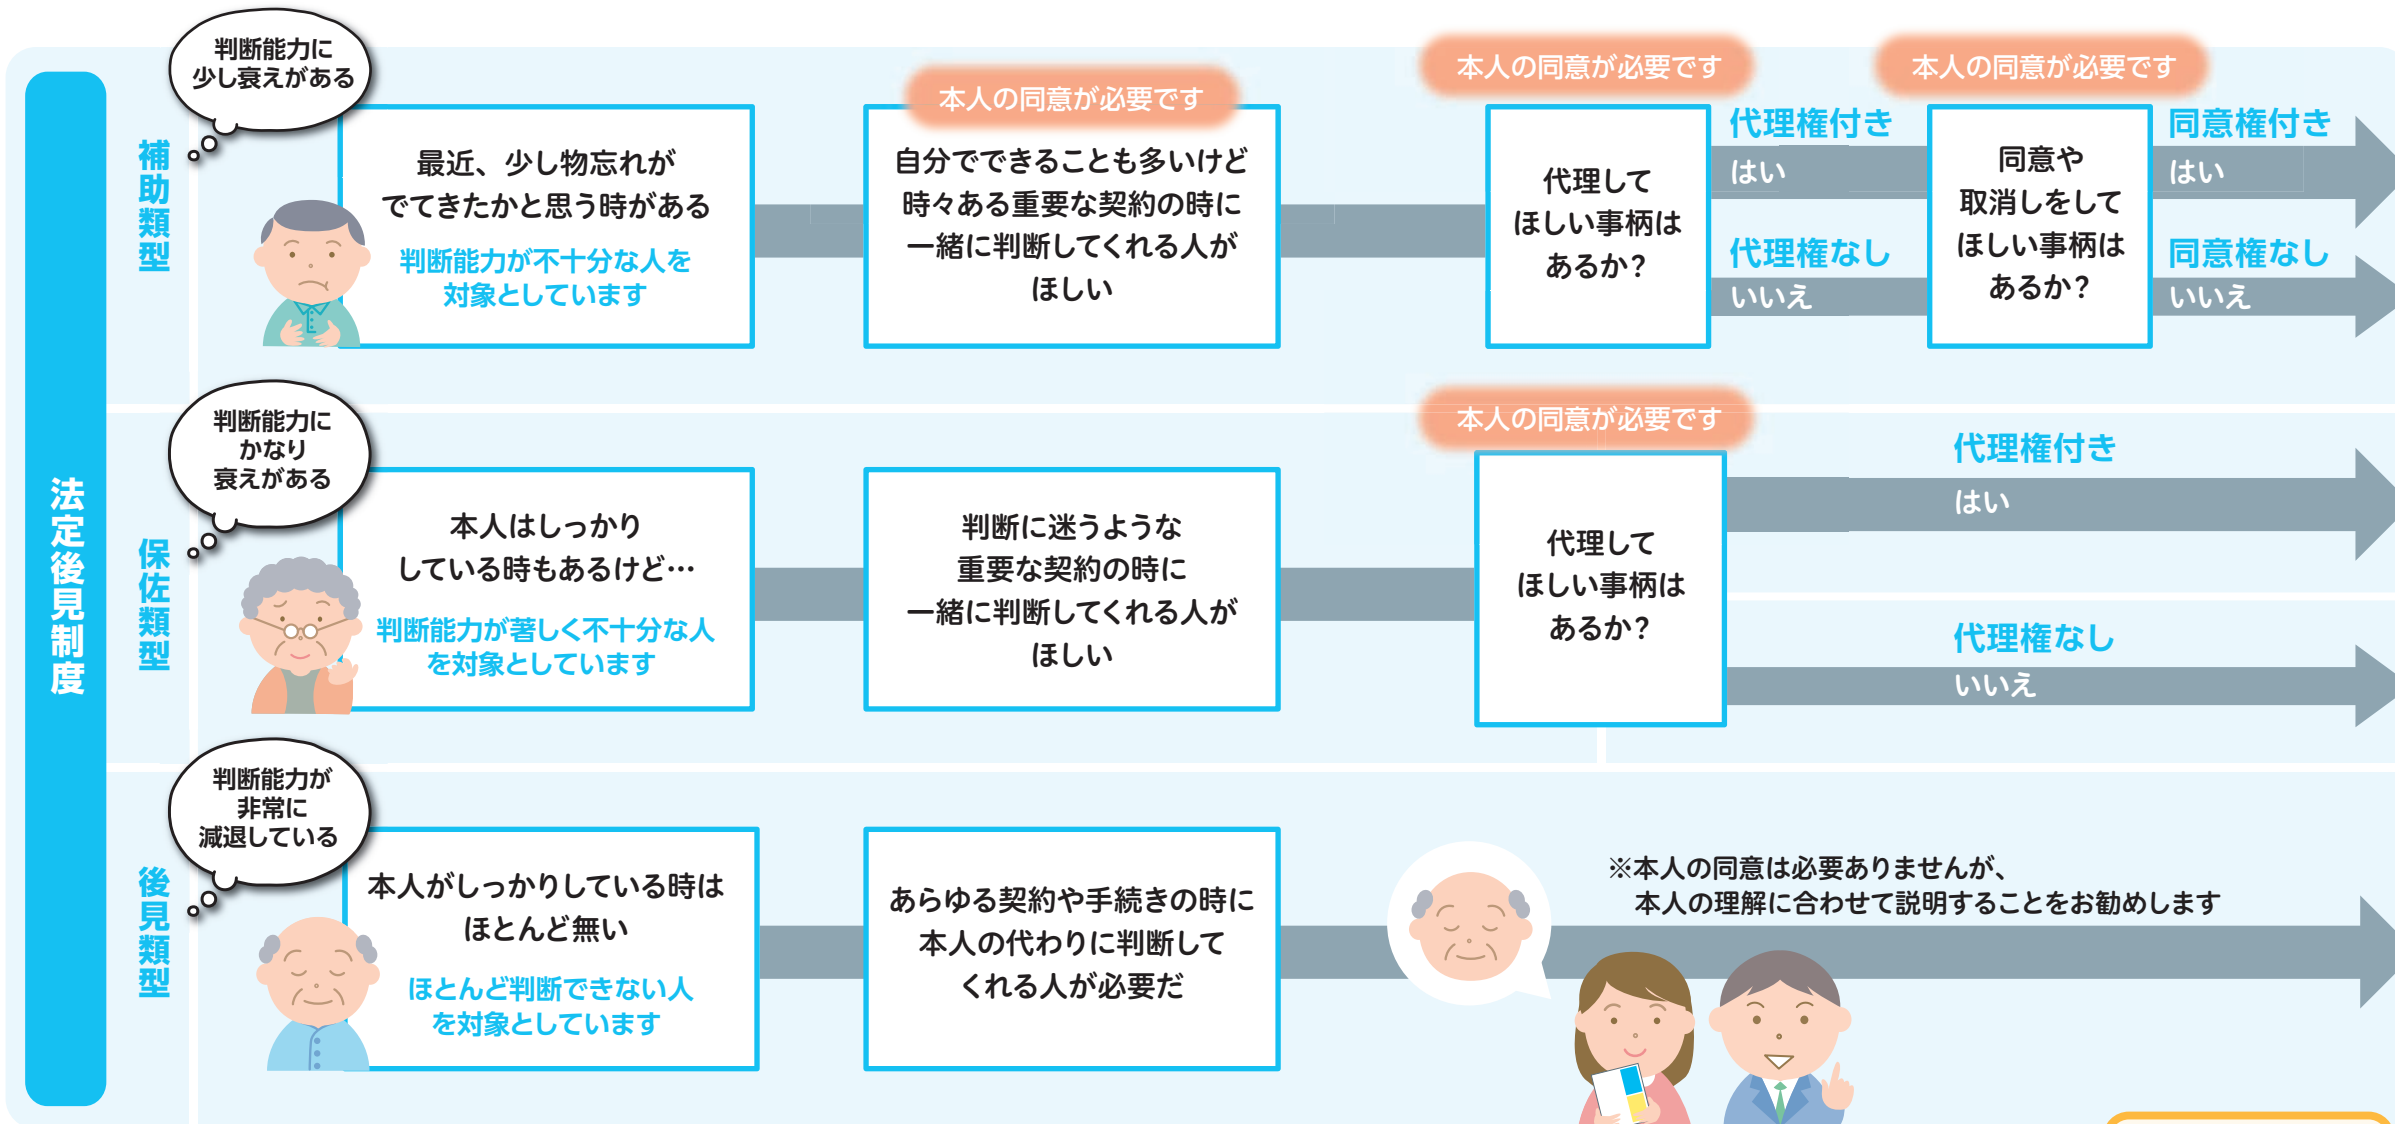 法定後見制度
補助類型
判断能力に
少し衰えがある
最近、少し物忘れが
でてきたかと思う時がある
判断能力が不十分な人を
対象としています
本人の同意が必要です
自分でできることも多いけど
時々ある重要な契約の時に
一緒に判断してくれる人が
ほしい
本人の同意が必要です
代理して
ほしい事柄は
あるか?
代理権付き
はい
代理権なし
いいえ
本人の同意が必要です
同意や
取消しをして
ほしい事柄は
あるか?
同意権付き
はい
同意権なし
いいえ
保佐類型
判断能力に
かなり
衰えがある
本人はしっかり
している時もあるけど…
判断能力が著しく不十分な人
を対象としています
判断に迷うような
重要な契約の時に
一緒に判断してくれる人が
ほしい
本人の同意が必要です
代理して
ほしい事柄は
あるか?
代理権付き
はい
代理権なし
いいえ
後見類型
判断能力が
非常に
減退している
本人がしっかりしている時は
ほとんど無い
ほとんど判断できない人
を対象としています
あらゆる契約や手続きの時に
本人の代わりに判断して
くれる人が必要だ
※本人の同意は必要ありませんが、
本人の理解に合わせて説明することをお勧めします